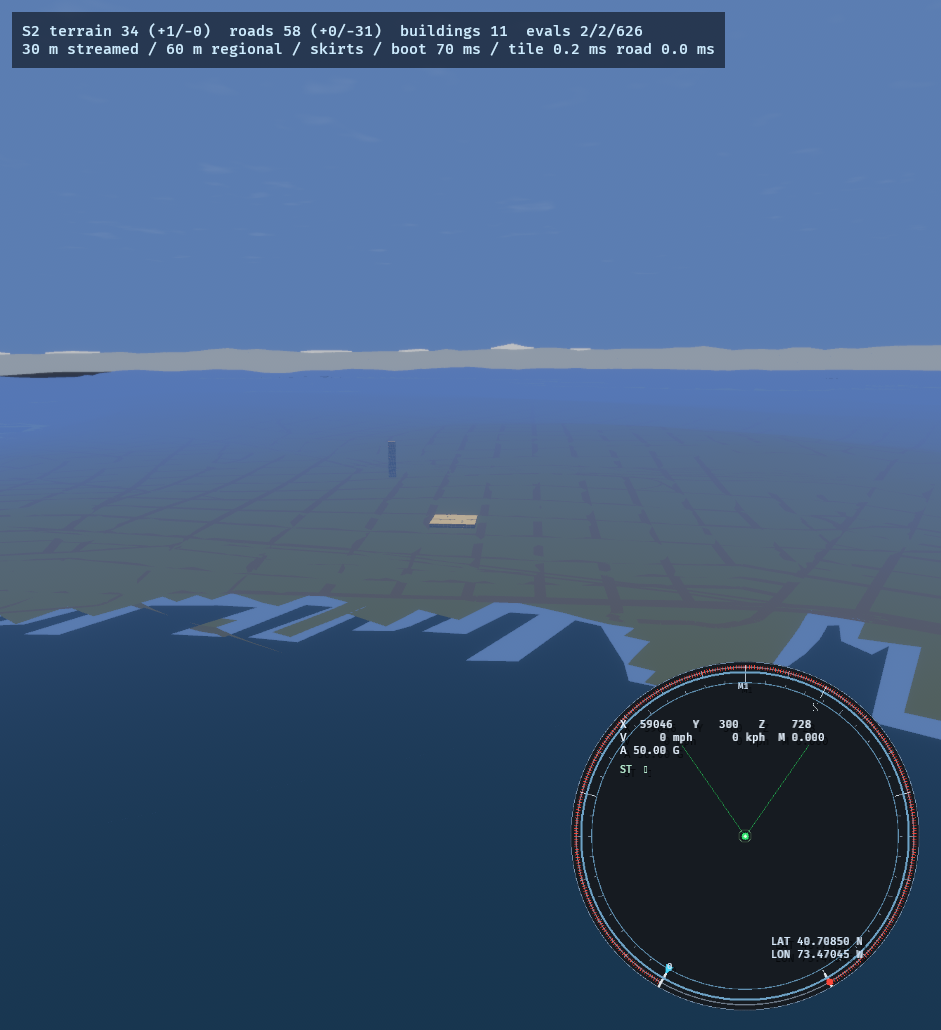 S2 terrain 34 (+1/-0)  roads 58 (+0/-31)  buildings 11  evals 2/2/626
30 m streamed / 60 m regional / skirts / boot 70 ms / tile 0.2 ms road 0.0 ms
M1
X  59046   Y   300   Z    728
V     0 mph      0 kph  M 0.000
A 50.00 G
ST
LAT 40.70850 N
LON 73.47045 W